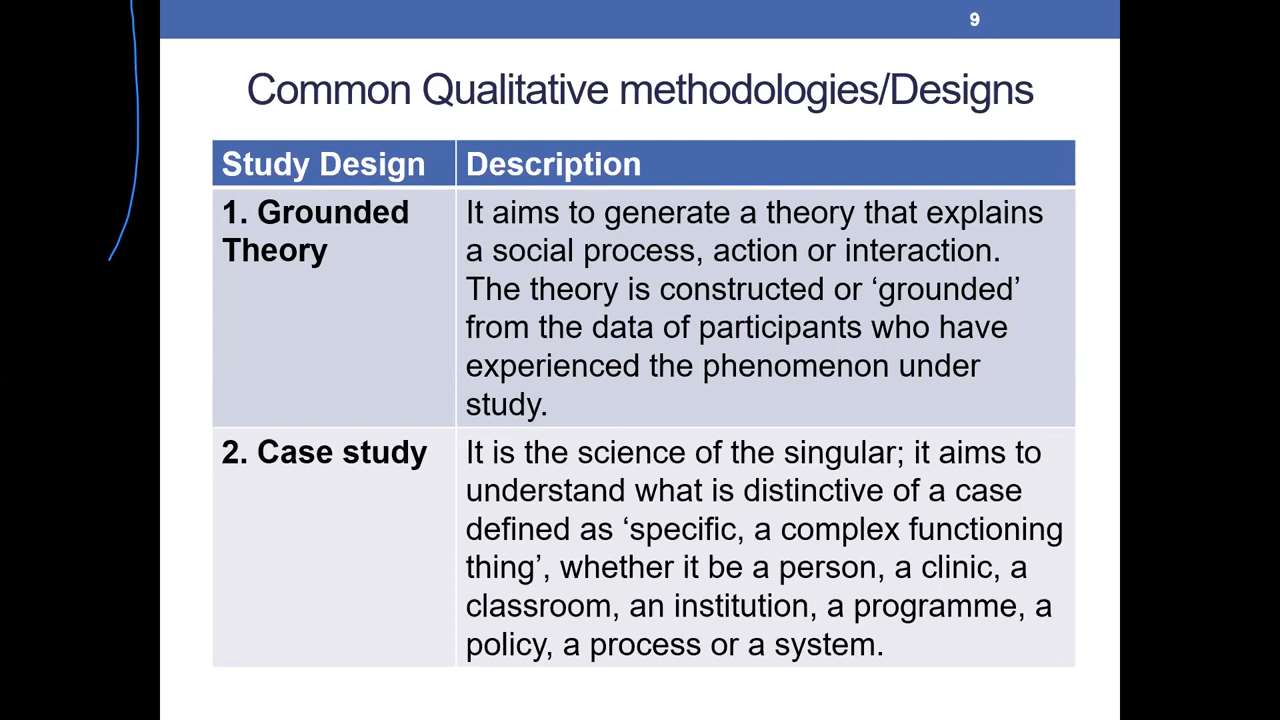 9
Common Qualitative methodologies/Designs
Study Design Description
1. Grounded Theory
It aims to generate a theory that explains
a social process, action or interaction.
The theory is constructed or ‘grounded’
from the data of participants who have
experienced the phenomenon under
study.
2. Case study
It is the science of the singular; it aims to
understand what is distinctive of a case
defined as ‘specific, a complex functioning
thing’, whether it be a person, a clinic, a
classroom, an institution, a programme, a
policy, a process or a system.